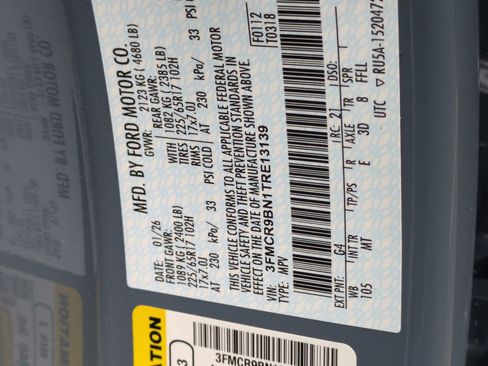 MFD. BY FORD MOTOR CO.
DATE: 01/26
GVWR: 2123 KG ( 4680 LB)
FRONT GAWR: REAR GAWR:
1089 KG ( 2400 LB) WITH 1082 KG ( 2385 LB)
225/65R17 102H TIRES 225/65R17 102H
17x7.0J RIMS 17x7.0J
AT 230 kPa/ 33 PSI (COLD) AT 230 kPa/ 33 PSI
THIS VEHICLE CONFORMS TO ALL APPLICABLE FEDERAL MOTOR
VEHICLE SAFETY AND THEFT PREVENTION STANDARDS IN
EFFECT ON THE DATE OF MANUFACTURE SHOWN ABOVE.
VIN: 3FMCR9BN1TRE13139
TYPE: MPV
F0112
T0318
EXT PNT: G4 RC: 21 DSO:
WB INT TR TP/PS R AXLE TR SPR
105 MT E 3D 8 FFLL
UTC ▽ RU5A-1520472
3FMCR9BN